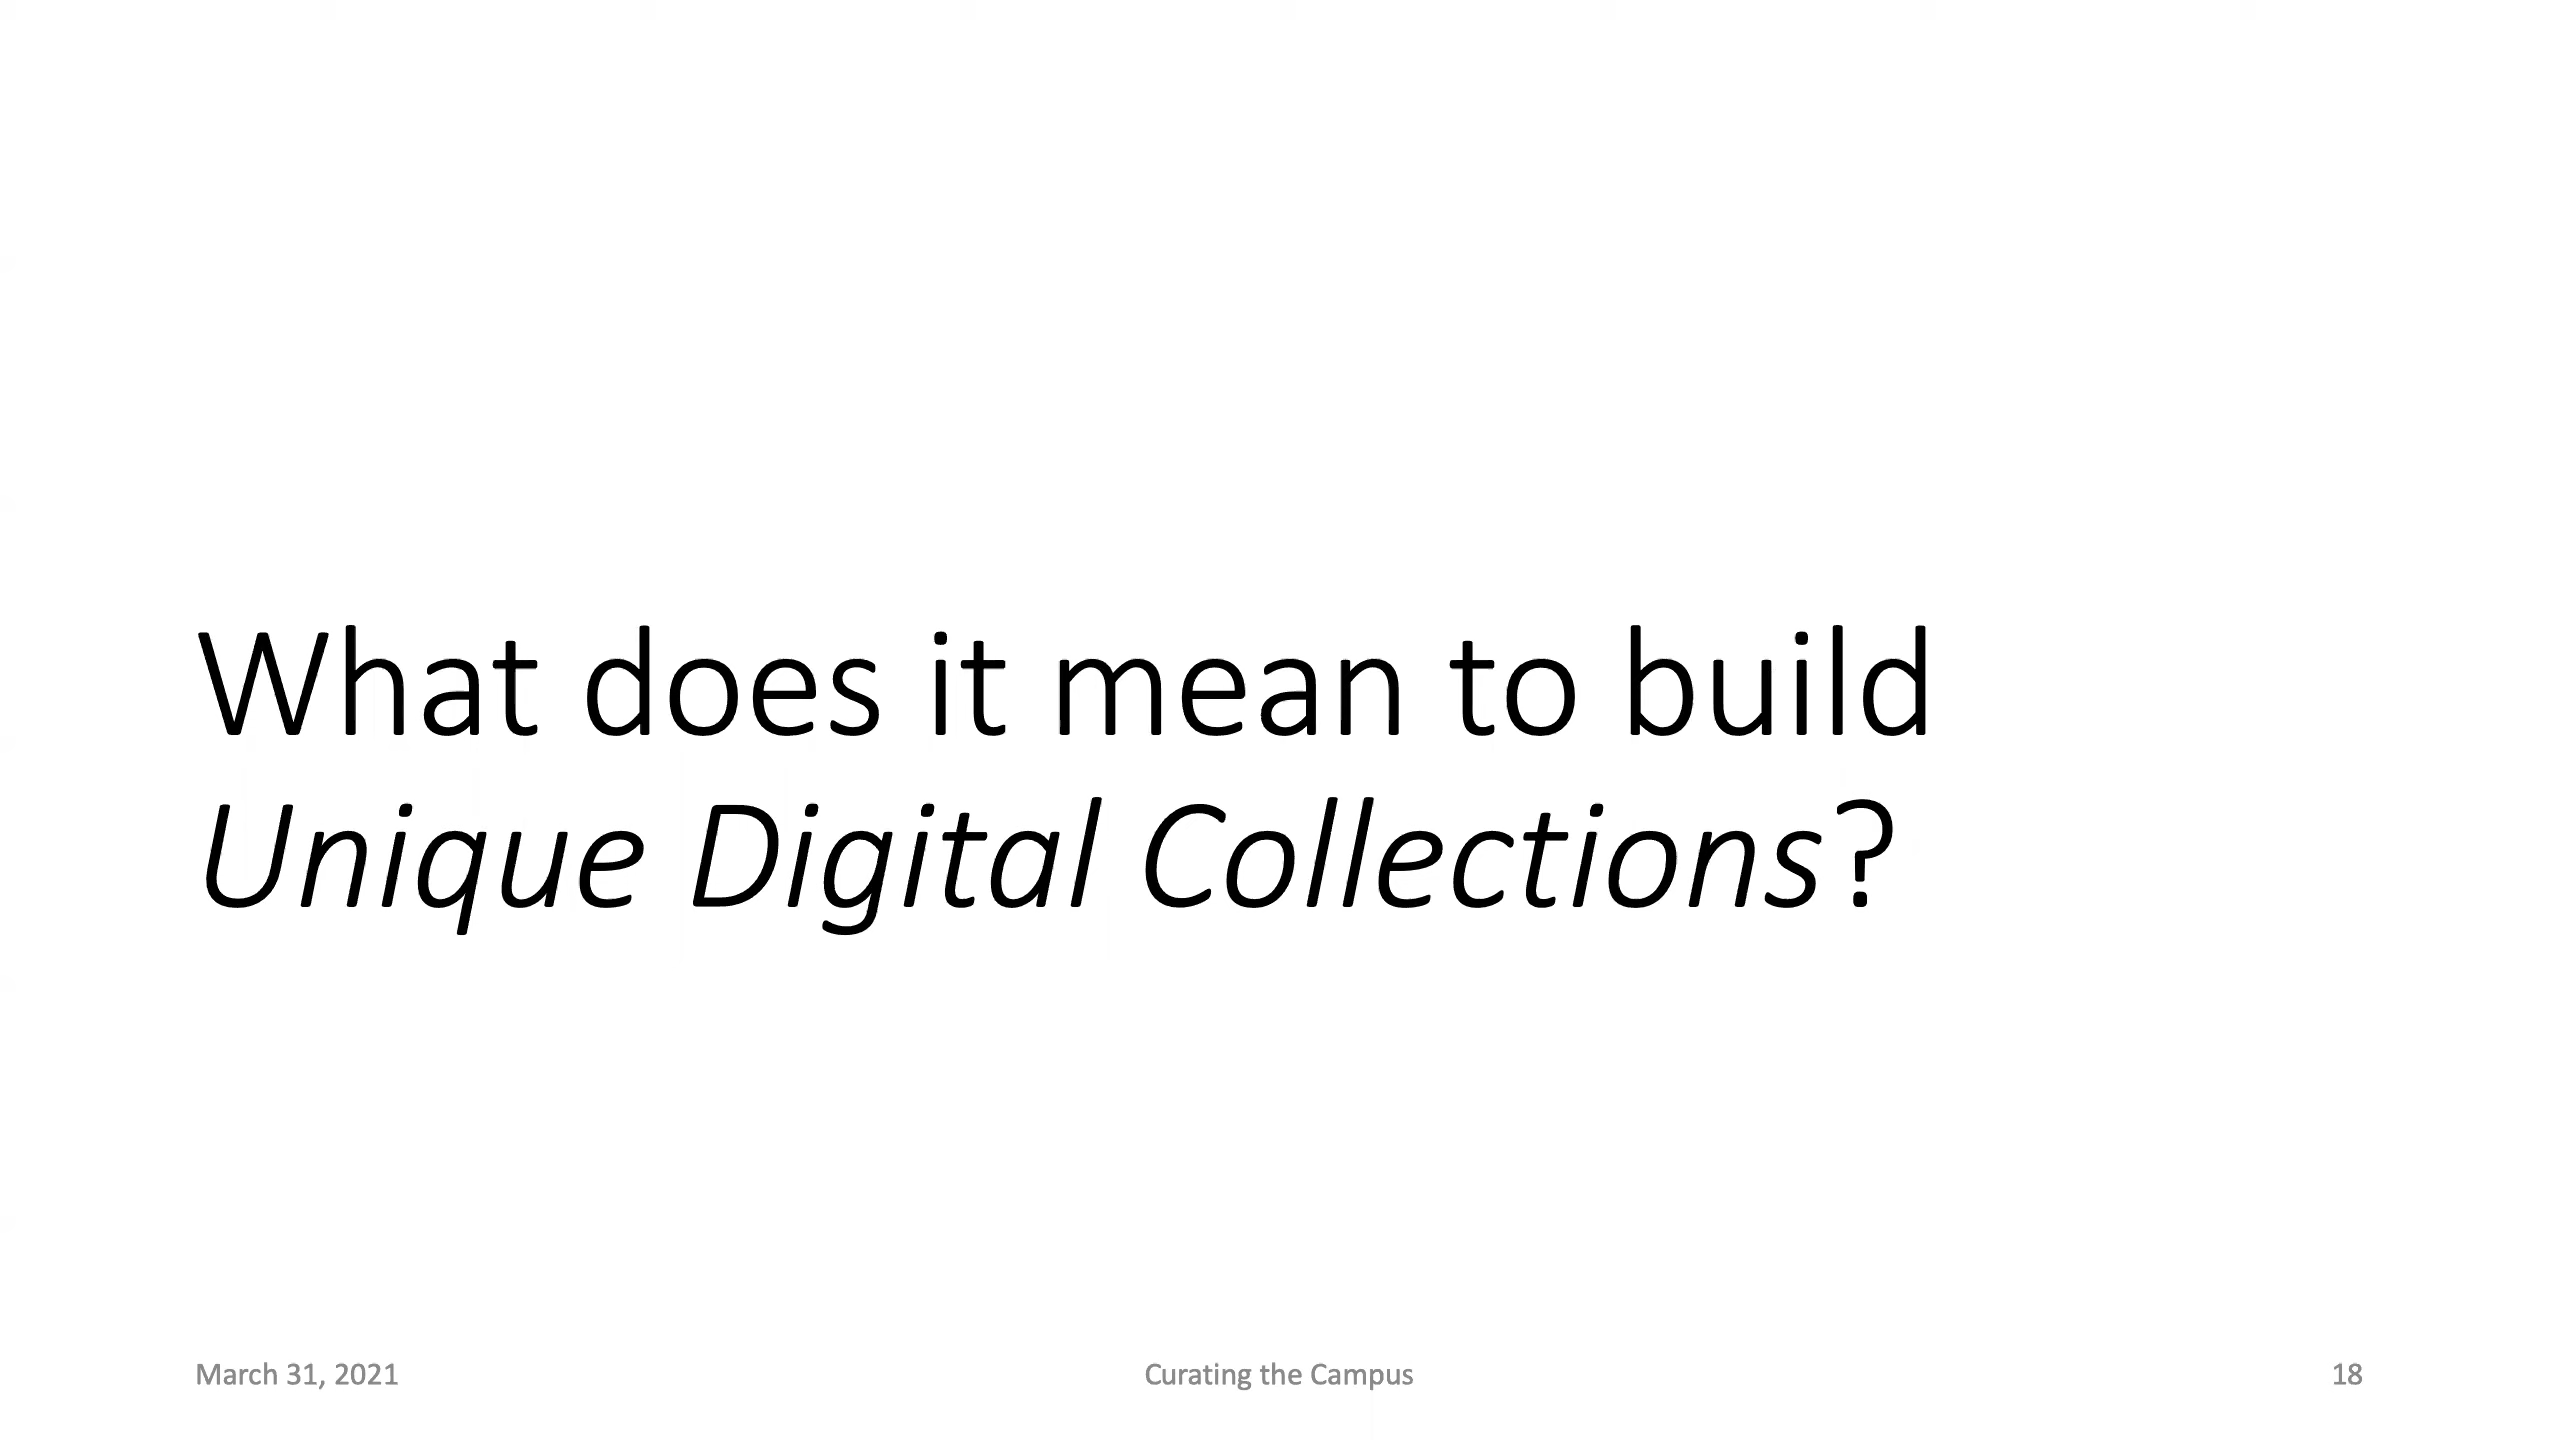 What does it mean to build
Unique Digital Collections?
March 31, 2021
Curating the Campus
18